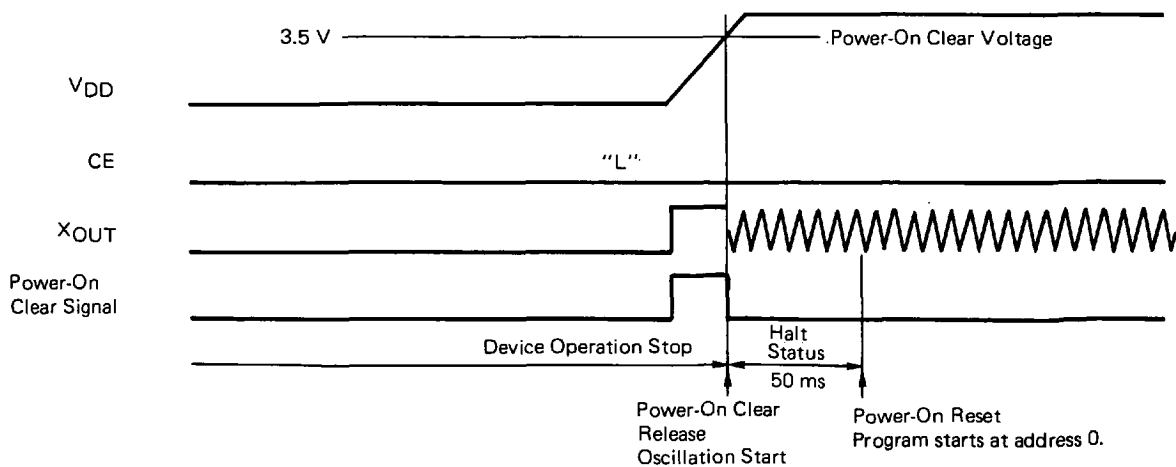 3.5 V
Power-On Clear Voltage
VDD
CE
"L"
XOUT
Power-On
Clear Signal
Device Operation Stop
Halt
Status
50 ms
Power-On Clear
Release
Oscillation Start
Power-On Reset
Program starts at address 0.